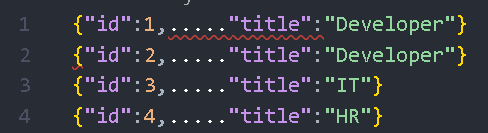 1 {"id":1,....."title":"Developer"}
2 {"id":2,....."title":"Developer"}
3 {"id":3,....."title":"IT"}
4 {"id":4,....."title":"HR"}